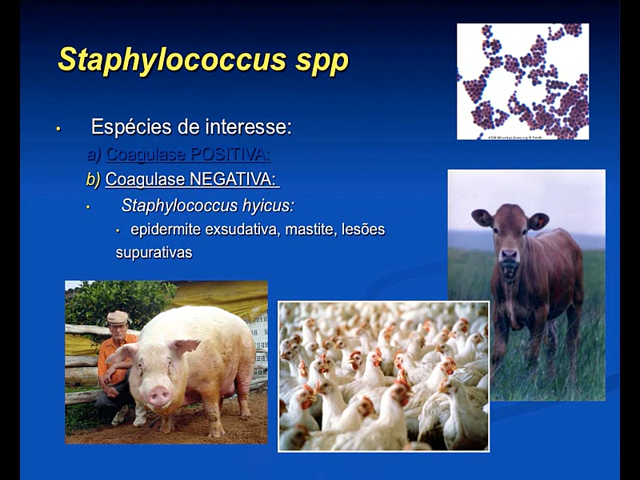 Staphylococcus spp
• Espécies de interesse:
a) Coagulase POSITIVA:
b) Coagulase NEGATIVA:
• Staphylococcus hyicus:
• epidermite exsudativa, mastite, lesões
supurativas